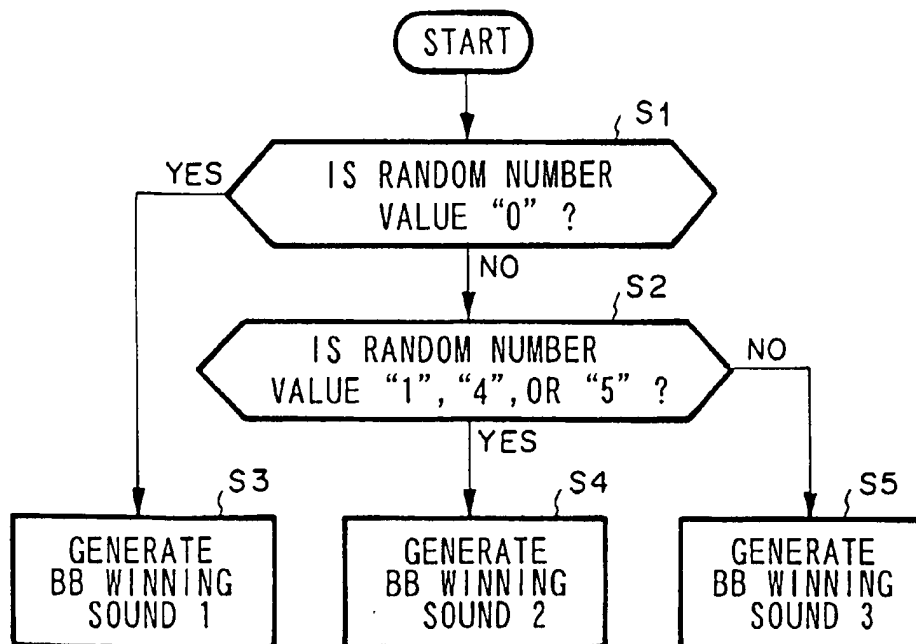 START
S1
YES
IS RANDOM NUMBER
VALUE “0” ?
NO
S2
IS RANDOM NUMBER
VALUE “1”, “4”, OR “5” ?
NO
YES
S3
GENERATE
BB WINNING
SOUND 1
S4
GENERATE
BB WINNING
SOUND 2
S5
GENERATE
BB WINNING
SOUND 3